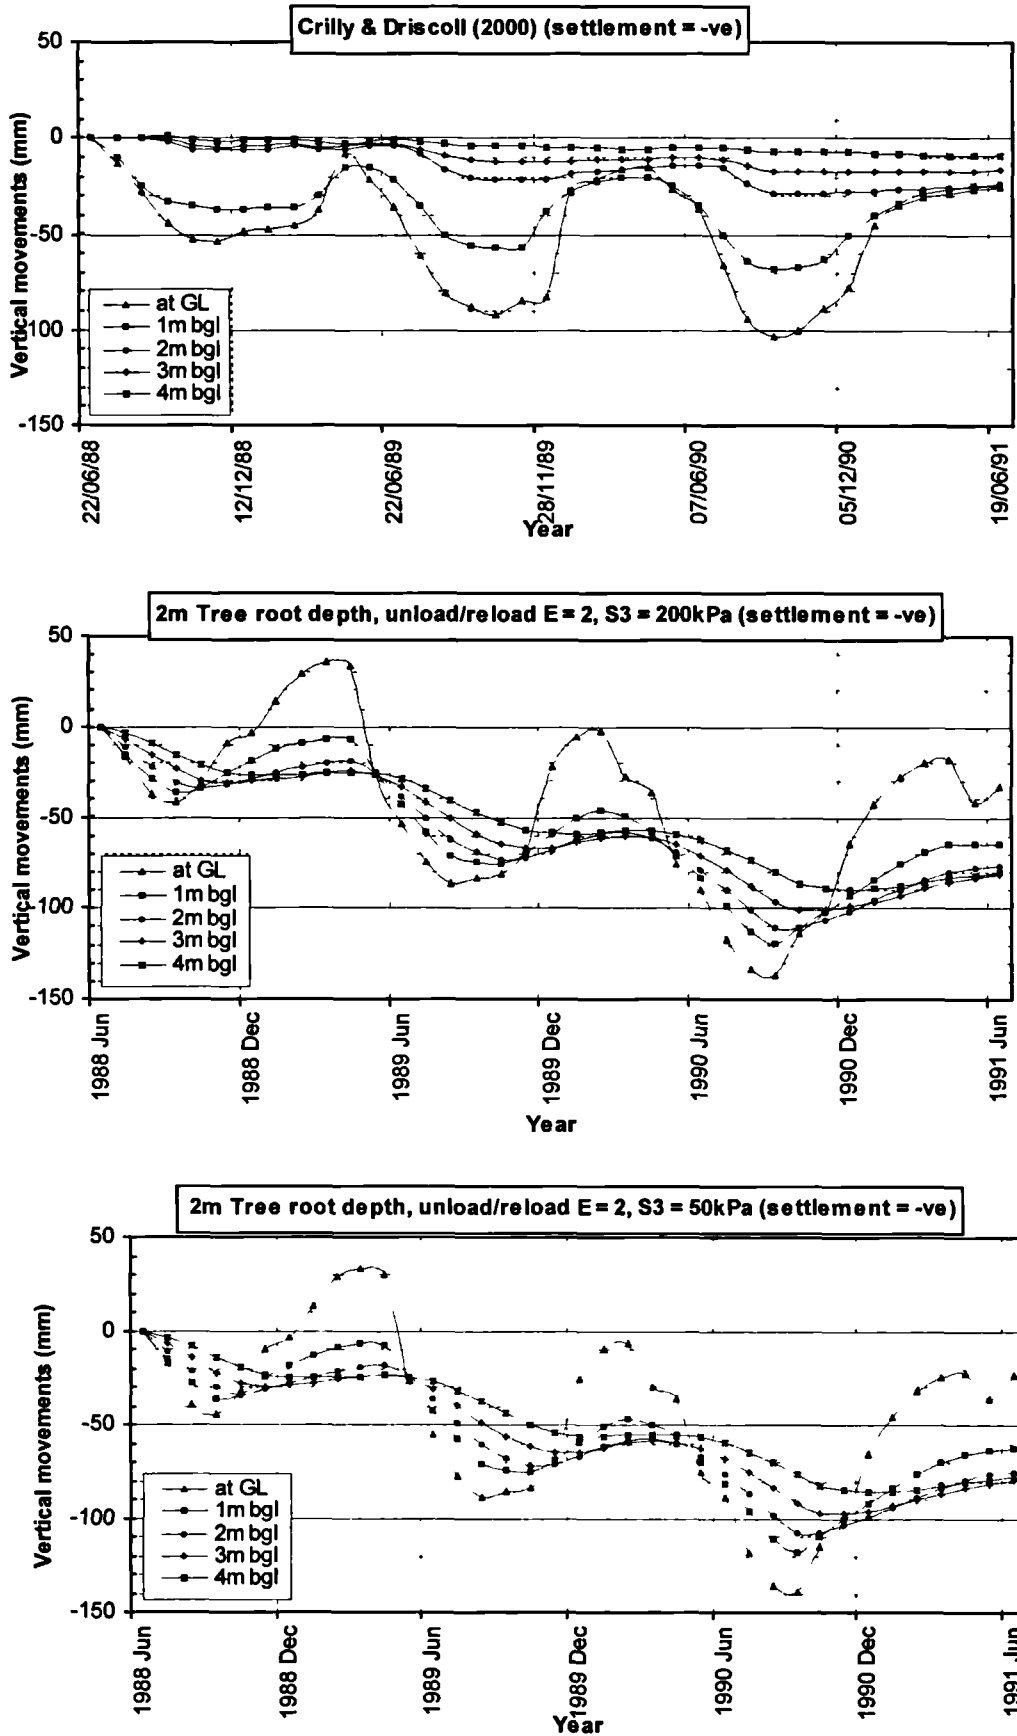 Crilly & Driscoll (2000) (settlement = -ve)
50
0
-50
-100
-150
Vertical movements (mm)
at GL
1m bgl
2m bgl
3m bgl
4m bgl
22/06/88
12/12/88
22/06/89
28/11/89
07/06/90
05/12/90
19/06/91
Year
2m Tree root depth, unload/reload E = 2, S3 = 200kPa (settlement = -ve)
50
0
-50
-100
-150
Vertical movements (mm)
at GL
1m bgl
2m bgl
3m bgl
4m bgl
1988 Jun
1988 Dec
1989 Jun
1989 Dec
1990 Jun
1990 Dec
1991 Jun
Year
2m Tree root depth, unload/reload E = 2, S3 = 50kPa (settlement = -ve)
50
0
-50
-100
-150
Vertical movements (mm)
at GL
1m bgl
2m bgl
3m bgl
4m bgl
1988 Jun
1988 Dec
1989 Jun
1989 Dec
1990 Jun
1990 Dec
1991 Jun
Year